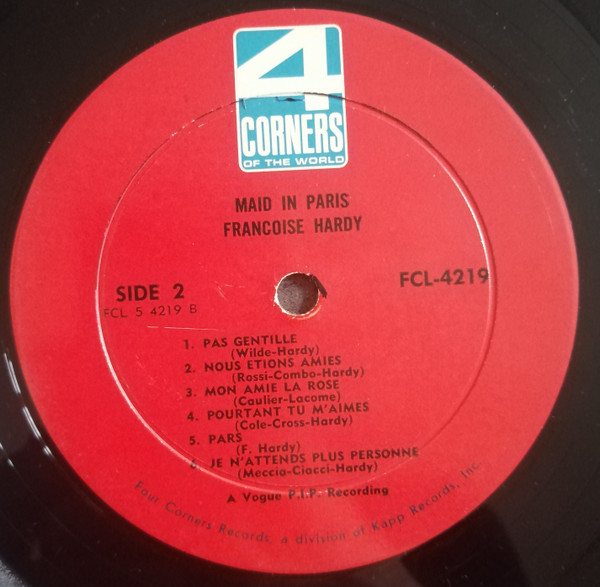 4
CORNERS
OF THE WORLD
MAID IN PARIS
FRANCOISE HARDY
SIDE 2
FCL-4219
FCL 5 4219 B
1. PAS GENTILLE
(Wilde-Hardy)
2. NOUS ETIONS AMIES
(Rossi-Combo-Hardy)
3. MON AMIE LA ROSE
(Caulier-Lacome)
4. POURTANT TU M'AIMES
(Cole-Cross-Hardy)
5. PARS
(F. Hardy)
6. JE N'ATTENDS PLUS PERSONNE
(Meccia-Ciacci-Hardy)
A Vogue P.I.P. Recording
Four Corners Records, a division of Kapp Records, Inc.